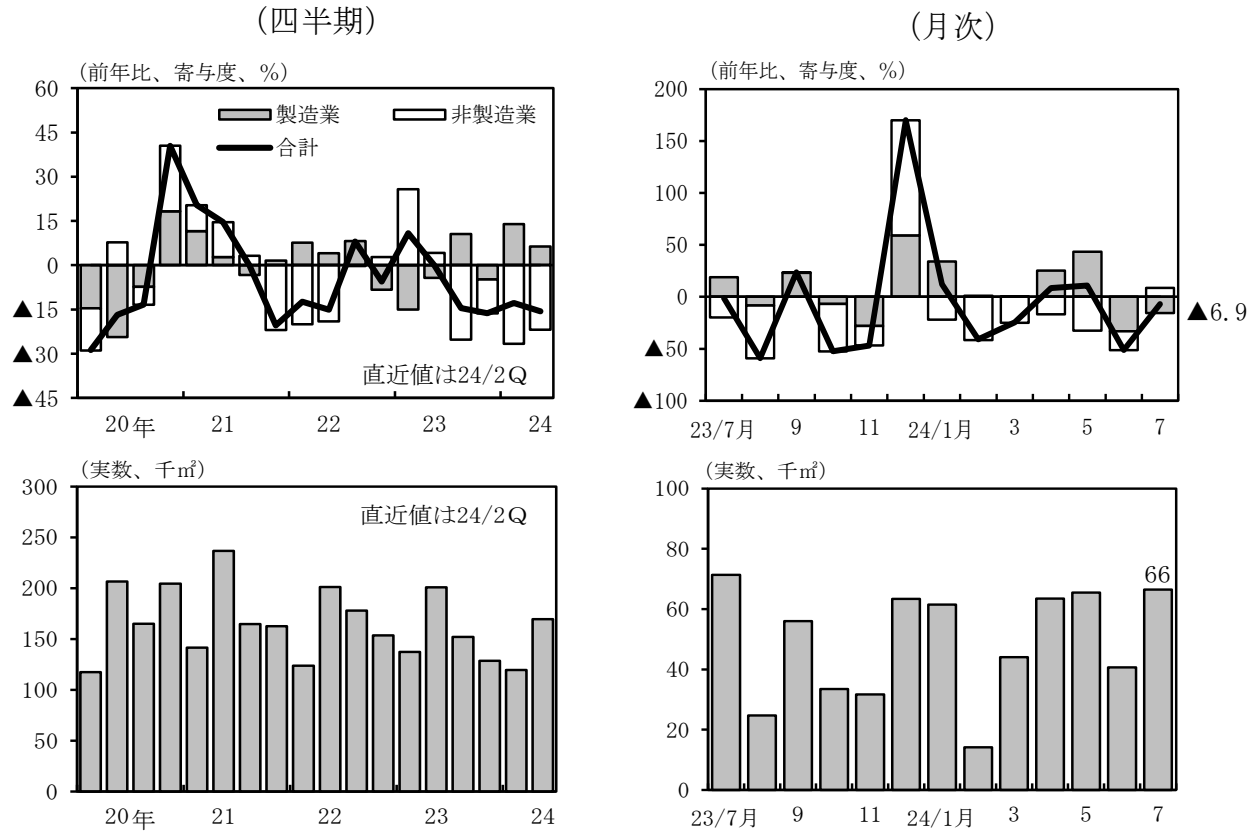 (四半期)
(前年比、寄与度、%)
60
45
30
15
0
▲15
▲30
▲45
製造業
非製造業
合計
直近値は24/2Q
20年 21 22 23 24
(月次)
(前年比、寄与度、%)
200
150
100
50
0
▲50
▲100
▲6.9
23/7月 9 11 24/1月 3 5 7
(実数、千㎡)
300
250
200
150
100
50
0
直近値は24/2Q
20年 21 22 23 24
(実数、千㎡)
100
80
60
40
20
0
66
23/7月 9 11 24/1月 3 5 7